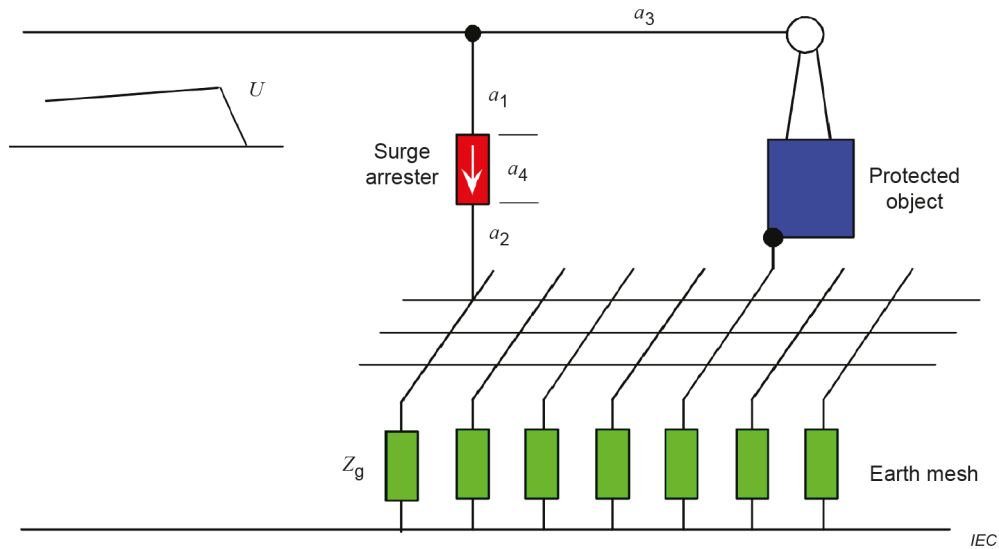 a3
U
a1
Surge
arrester
a4
Protected
object
a2
Zg
Earth mesh
IEC